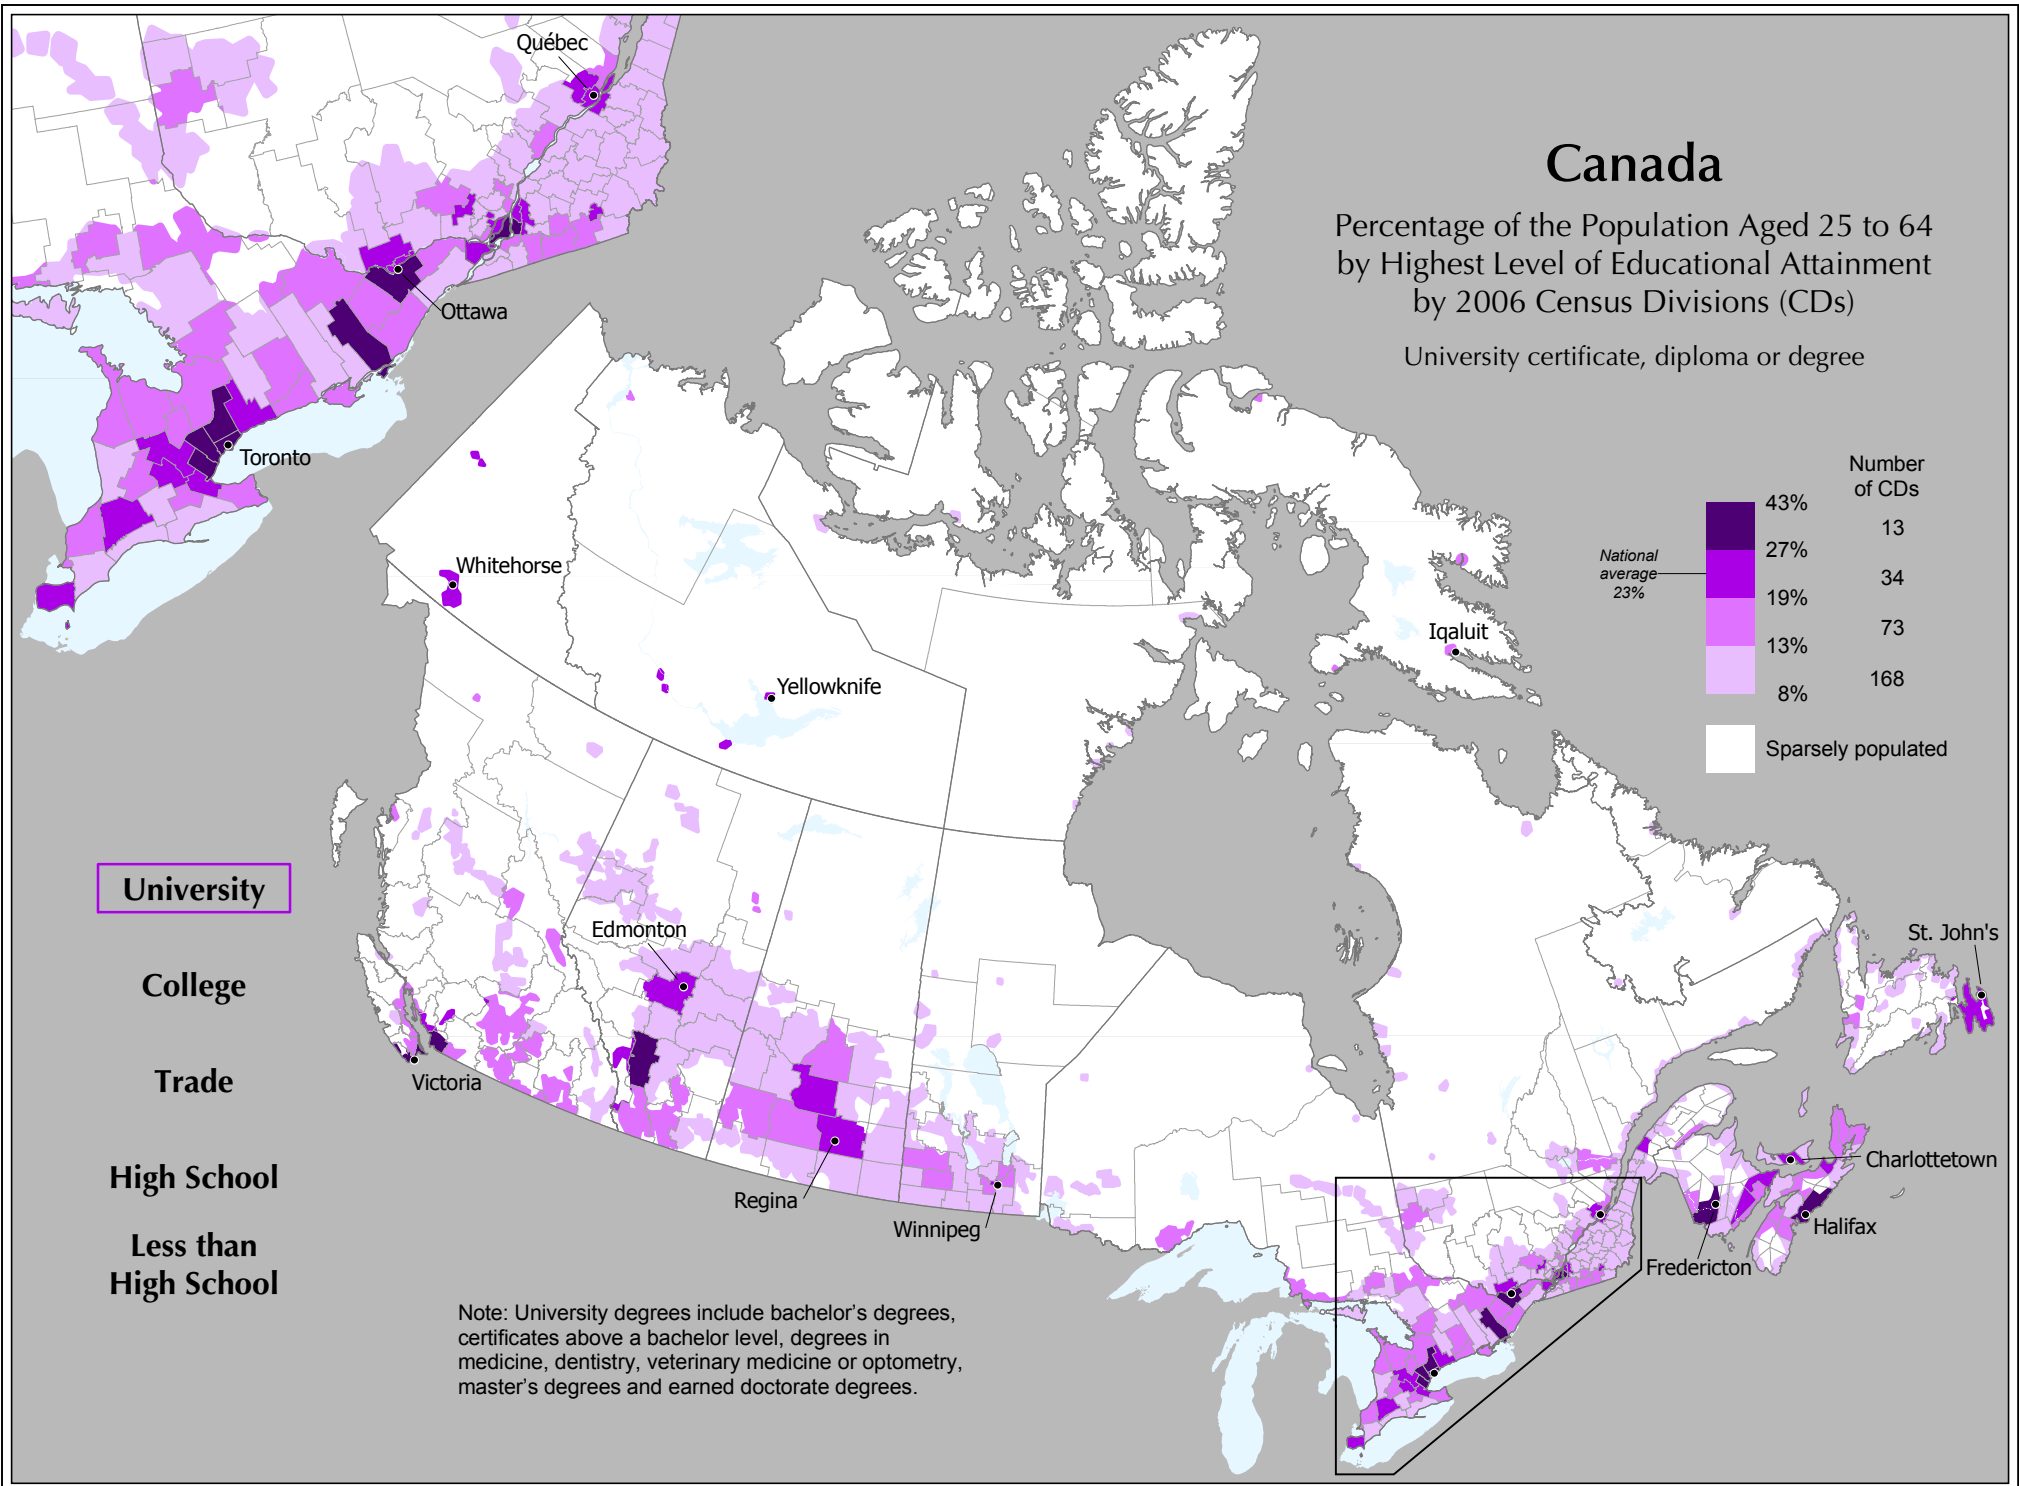 Canada
Percentage of the Population Aged 25 to 64
by Highest Level of Educational Attainment
by 2006 Census Divisions (CDs)
University certificate, diploma or degree
Number
of CDs
43%
13
27%
34
19%
73
13%
168
8%
National
average
23%
Sparsely populated
Québec
Ottawa
Toronto
Whitehorse
Yellowknife
Iqaluit
Edmonton
Victoria
Regina
Winnipeg
St. John's
Charlottetown
Halifax
Fredericton
University
College
Trade
High School
Less than
High School
Note: University degrees include bachelor's degrees,
certificates above a bachelor level, degrees in
medicine, dentistry, veterinary medicine or optometry,
master's degrees and earned doctorate degrees.